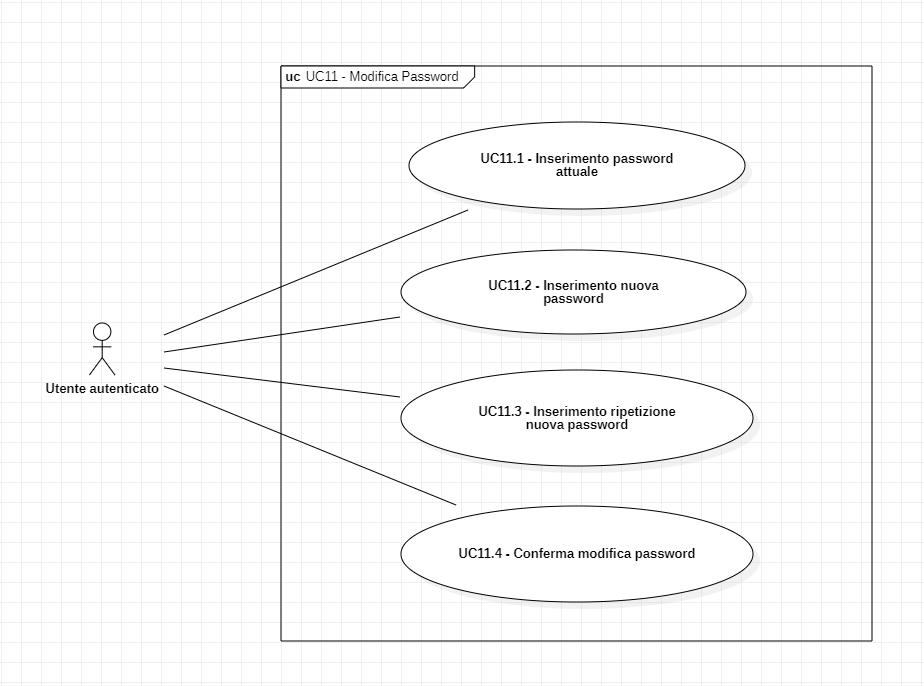 uc UC11 - Modifica Password
UC11.1 - Inserimento password
attuale
UC11.2 - Inserimento nuova
password
Utente autenticato
UC11.3 - Inserimento ripetizione
nuova password
UC11.4 - Conferma modifica password